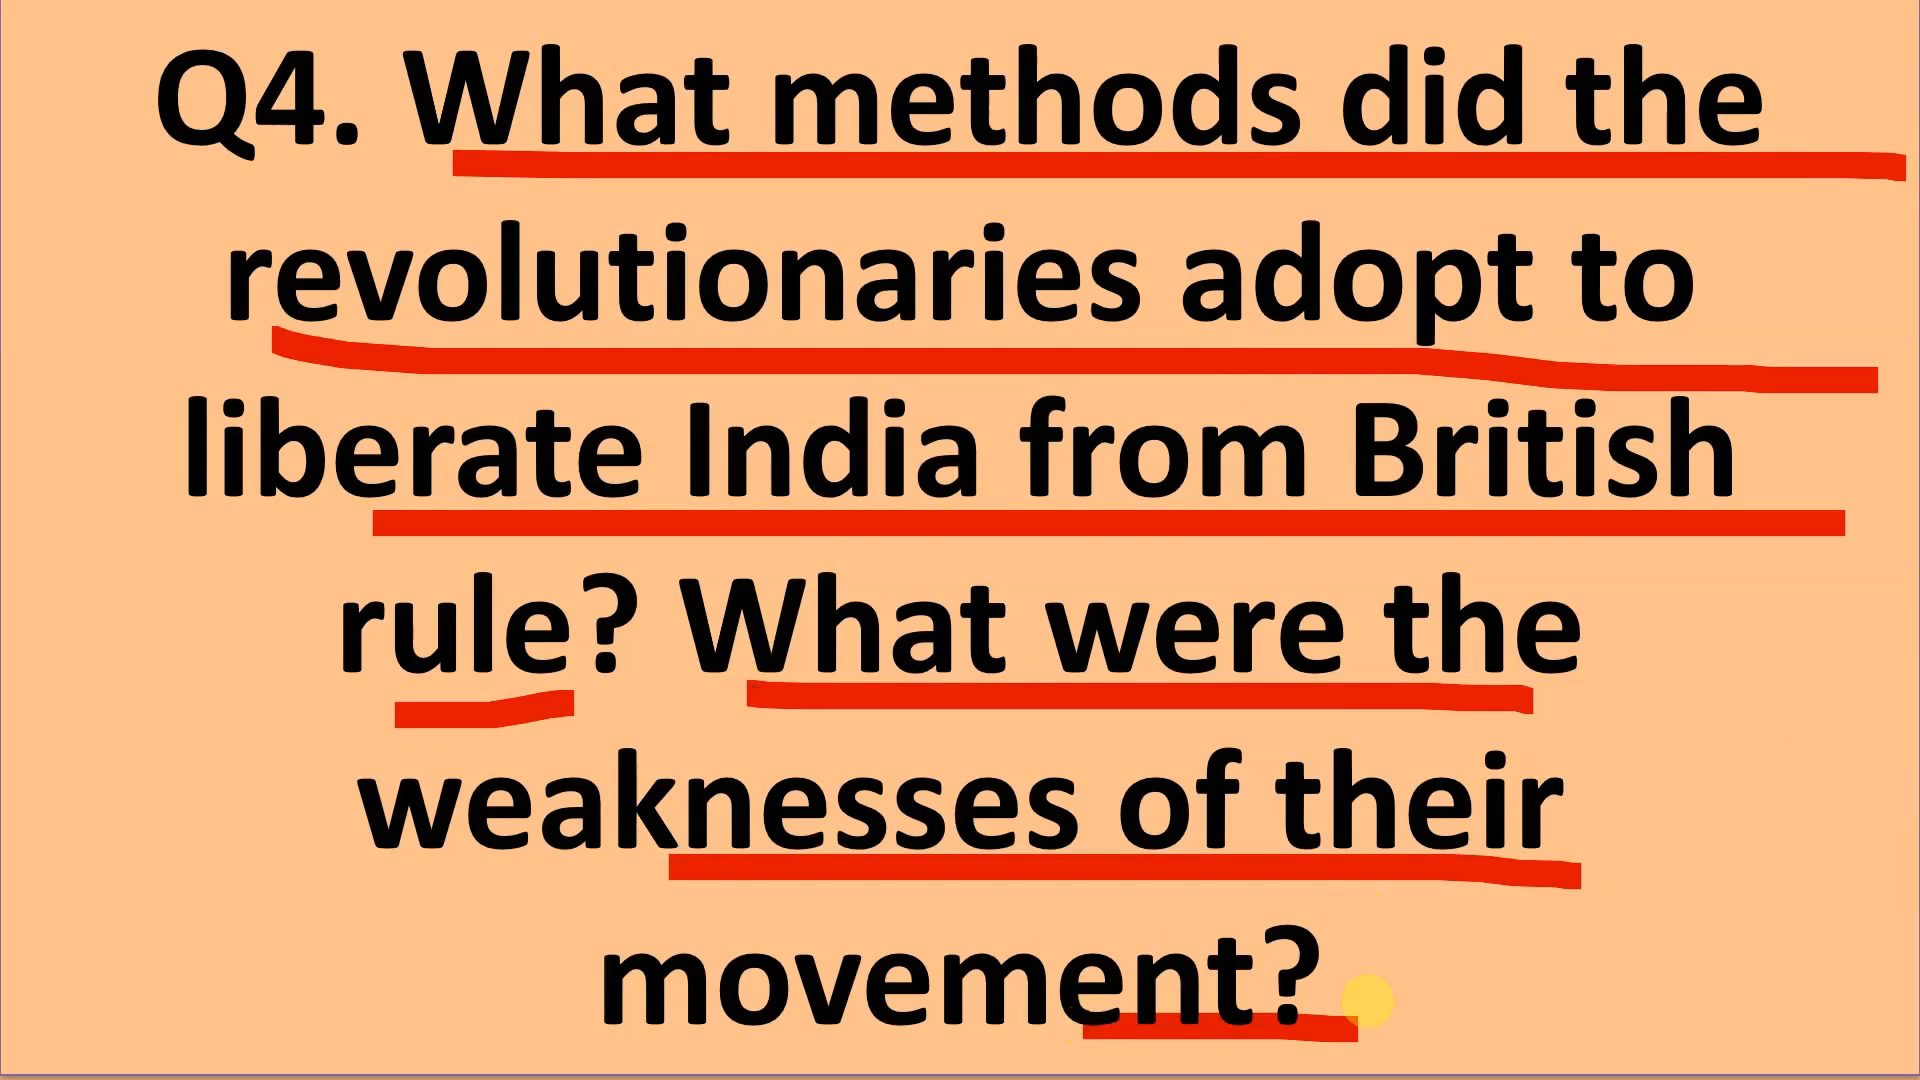 Q4. What methods did the
revolutionaries adopt to
liberate India from British
rule? What were the
weaknesses of their
movement?